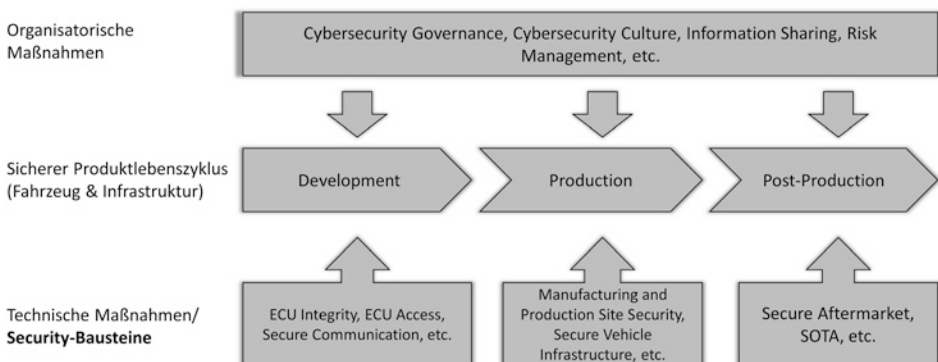 Organisatorische
Maßnahmen
Cybersecurity Governance, Cybersecurity Culture, Information Sharing, Risk
Management, etc.
Sicherer Produktlebenszyklus
(Fahrzeug & Infrastruktur)
Development
Production
Post-Production
Technische Maßnahmen/
Security-Bausteine
ECU Integrity, ECU Access,
Secure Communication, etc.
Manufacturing and
Production Site Security,
Secure Vehicle
Infrastructure, etc.
Secure Aftermarket,
SOTA, etc.